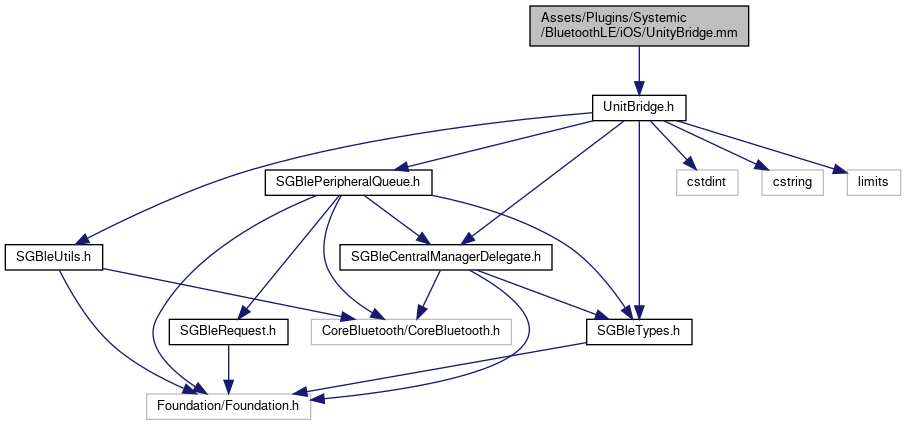 Assets/Plugins/Systemic
/BluetoothLE/iOS/UnityBridge.mm
UnitBridge.h
SGBlePeripheralQueue.h
cstdint
cstring
limits
SGBleUtils.h
SGBleCentralManagerDelegate.h
SGBleRequest.h
CoreBluetooth/CoreBluetooth.h
SGBleTypes.h
Foundation/Foundation.h